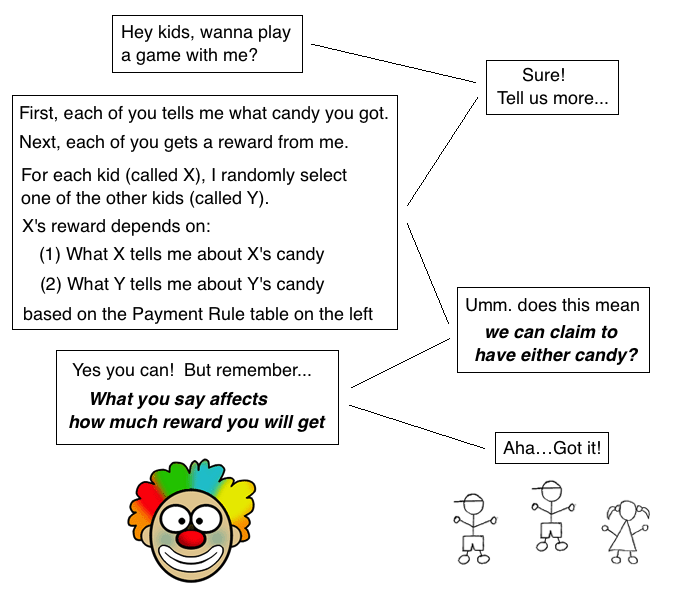 Hey kids, wanna play
a game with me?
Sure!
Tell us more...
First, each of you tells me what candy you got.
Next, each of you gets a reward from me.
For each kid (called X), I randomly select
one of the other kids (called Y).
X's reward depends on:
(1) What X tells me about X's candy
(2) What Y tells me about Y's candy
based on the Payment Rule table on the left
Umm. does this mean
we can claim to
have either candy?
Yes you can!  But remember...
What you say affects
how much reward you will get
Aha…Got it!